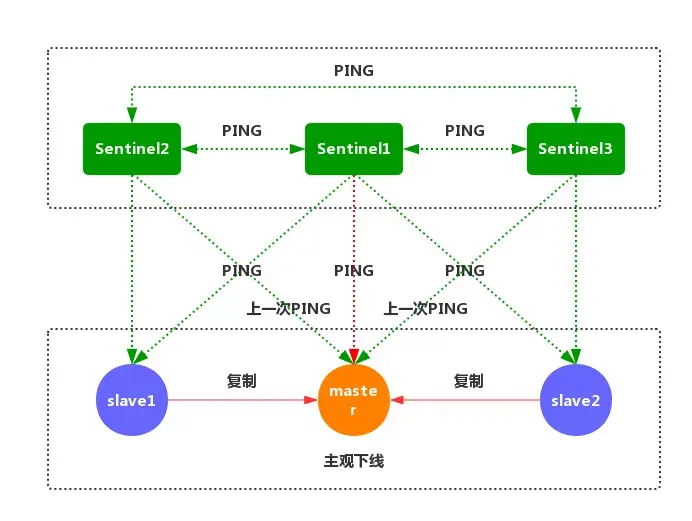 PING
PING
PING
Sentinel2
Sentinel1
Sentinel3
PING
PING
PING
上一次PING
上一次PING
复制
复制
slave1
maste
r
slave2
主观下线